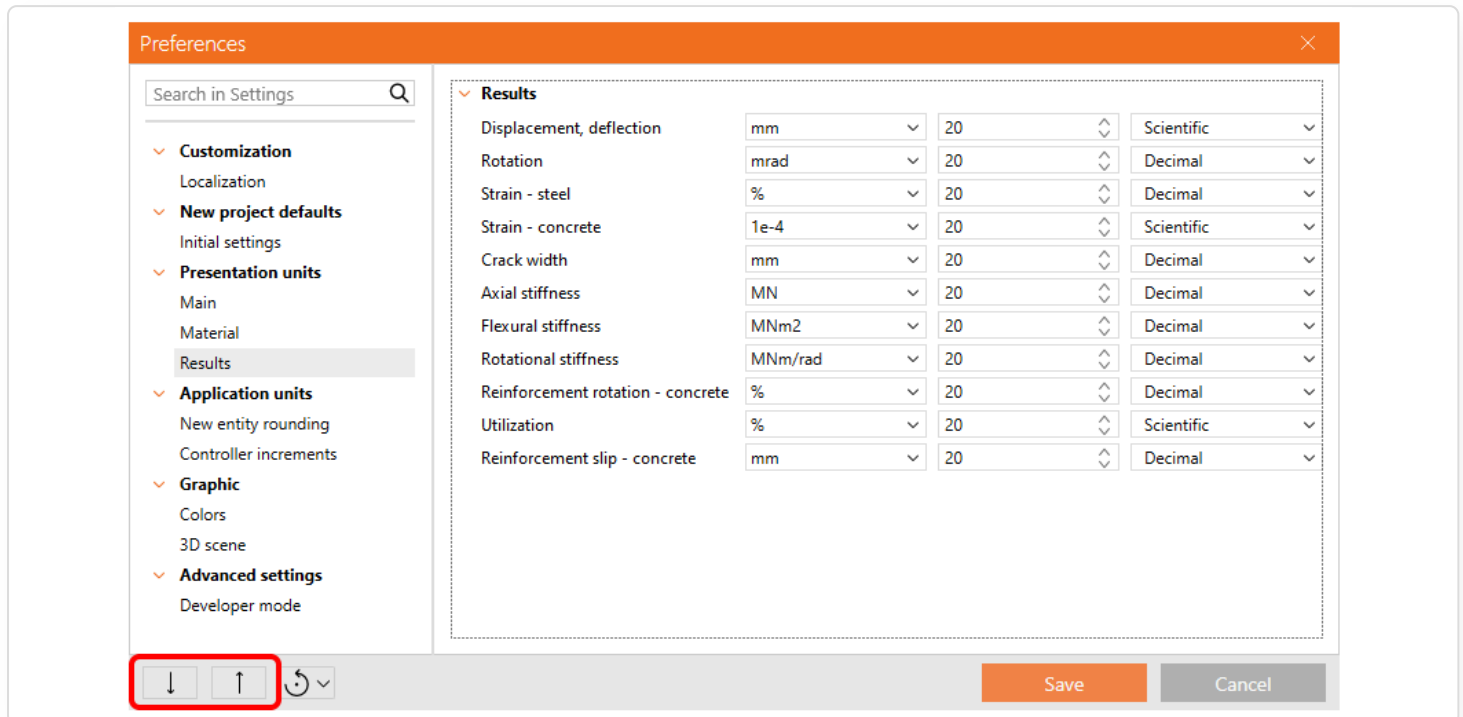 Preferences
Search in Settings
Customization
Localization
New project defaults
Initial settings
Presentation units
Main
Material
Results
Application units
New entity rounding
Controller increments
Graphic
Colors
3D scene
Advanced settings
Developer mode
Results
Displacement, deflection mm 20 Scientific
Rotation mrad 20 Decimal
Strain - steel % 20 Decimal
Strain - concrete 1e-4 20 Scientific
Crack width mm 20 Decimal
Axial stiffness MN 20 Decimal
Flexural stiffness MNm2 20 Decimal
Rotational stiffness MNm/rad 20 Decimal
Reinforcement rotation - concrete % 20 Decimal
Utilization % 20 Scientific
Reinforcement slip - concrete mm 20 Decimal
Save Cancel